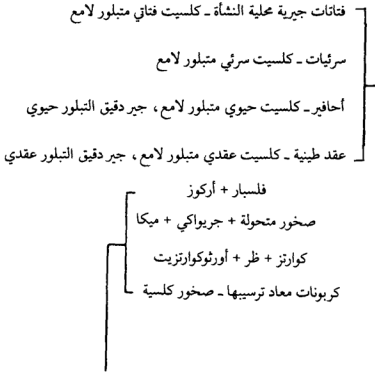 فتاتات جيرية محلية النشأة ـ كلسيت فتاتي متبلور لامع
سرئيات ـ كلسيت سرئي متبلور لامع
أحافير ـ كلسيت حيوي متبلور لامع، جير دقيق التبلور حيوي
عقد طينية ـ كلسيت عقدي متبلور لامع، جير دقيق التبلور عقدي
فلسبار + أركوز
صخور متحولة + جريواكي + ميكا
كوارتز + ظر + أورثوكوارتزيت
كربونات معاد ترسيبها ـ صخور كلسية